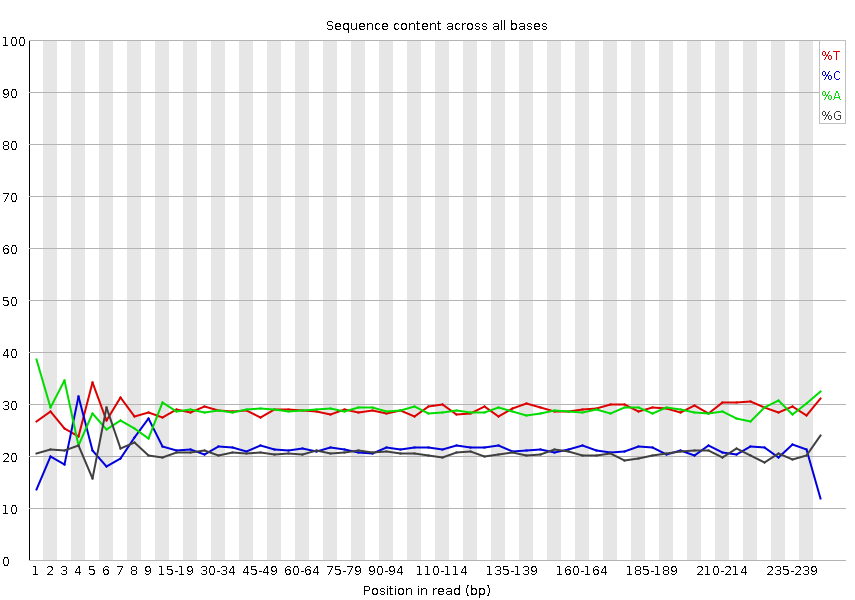 Sequence content across all bases
100
90
80
70
60
50
40
30
20
10
0
%T
%C
%A
%G
1 2 3 4 5 6 7 8 9 15-19 30-34 45-49 60-64 75-79 90-94 110-114 135-139 160-164 185-189 210-214 235-239
Position in read (bp)